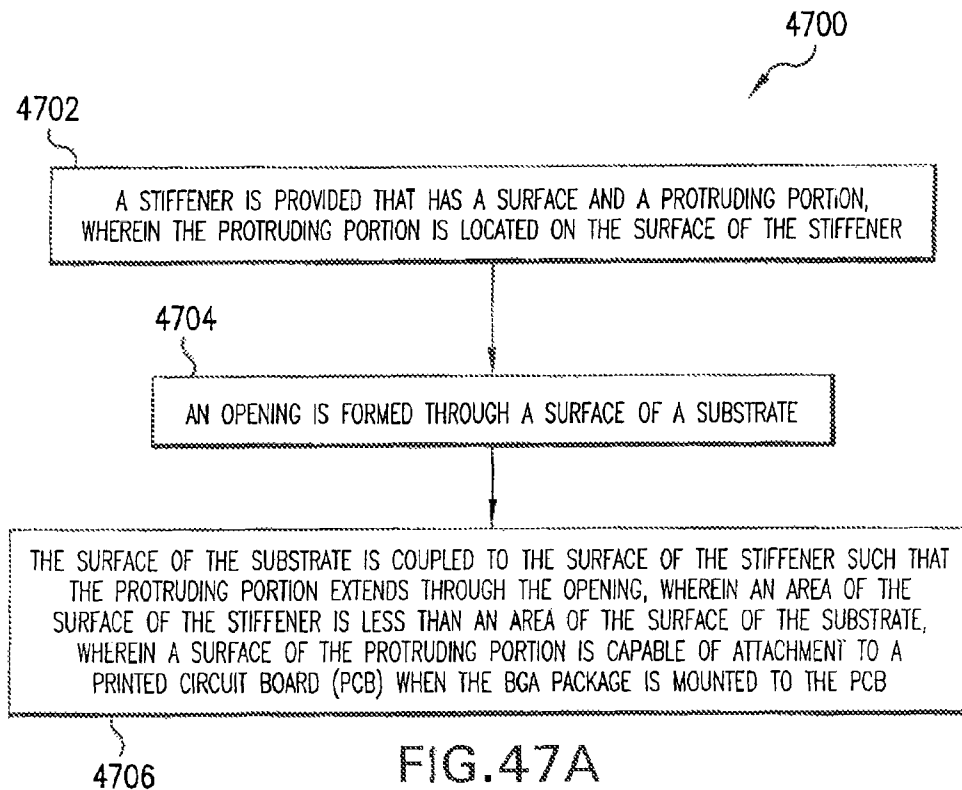 4700
4702
A STIFFENER IS PROVIDED THAT HAS A SURFACE AND A PROTRUDING PORTION,
WHEREIN THE PROTRUDING PORTION IS LOCATED ON THE SURFACE OF THE STIFFENER
4704
AN OPENING IS FORMED THROUGH A SURFACE OF A SUBSTRATE
THE SURFACE OF THE SUBSTRATE IS COUPLED TO THE SURFACE OF THE STIFFENER SUCH THAT
THE PROTRUDING PORTION EXTENDS THROUGH THE OPENING, WHEREIN AN AREA OF THE
SURFACE OF THE STIFFENER IS LESS THAN AN AREA OF THE SURFACE OF THE SUBSTRATE,
WHEREIN A SURFACE OF THE PROTRUDING PORTION IS CAPABLE OF ATTACHMENT TO A
PRINTED CIRCUIT BOARD (PCB) WHEN THE BGA PACKAGE IS MOUNTED TO THE PCB
4706
FIG.47A